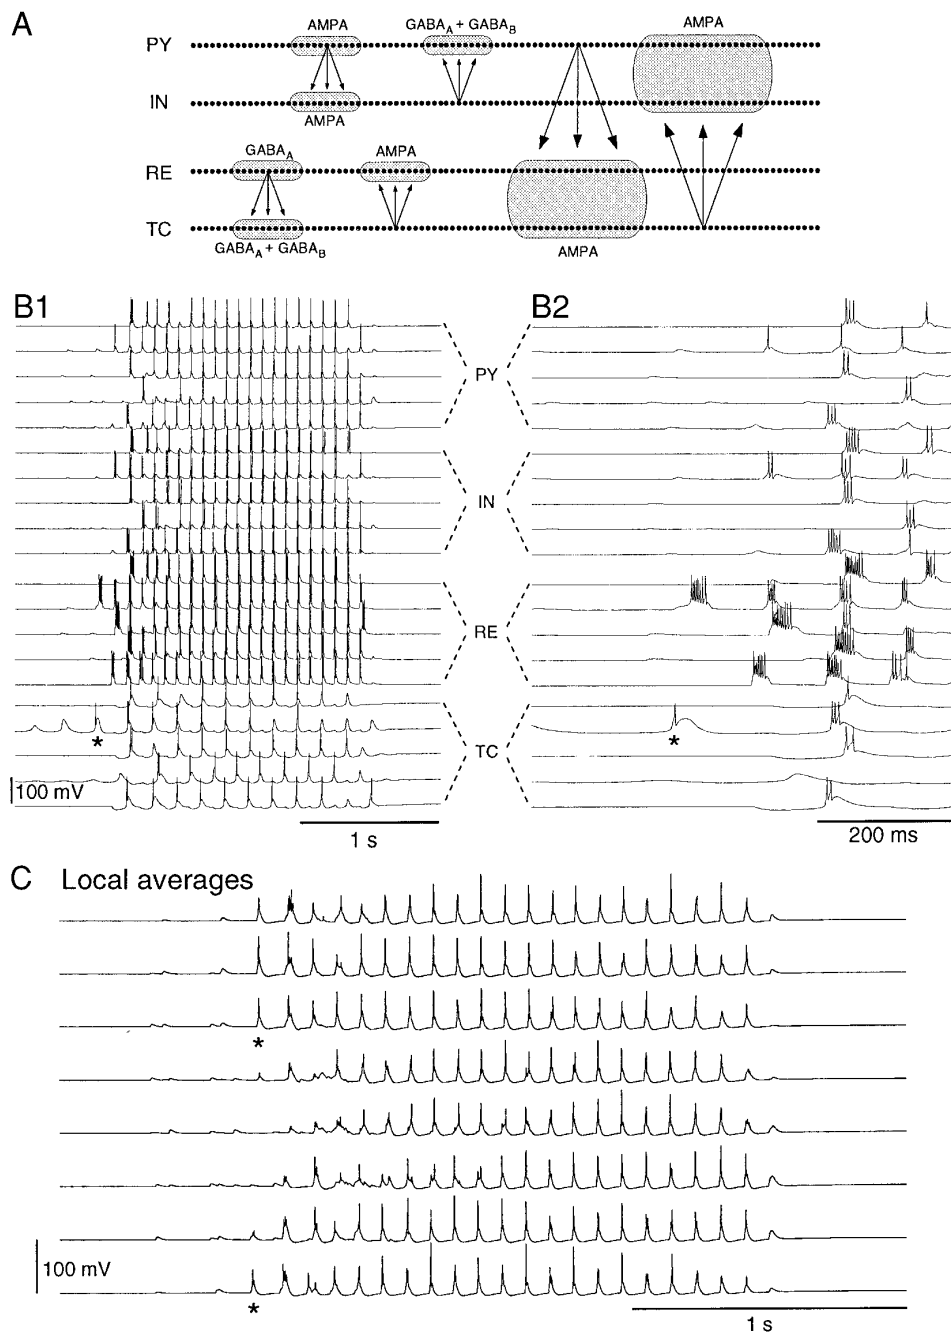 A
AMPA
GABAA + GABAB
AMPA
PY
IN
AMPA
GABAA
AMPA
RE
TC
GABAA + GABAB
AMPA
B1
B2
PY
IN
RE
*
*
TC
100 mV
1 s
200 ms
C Local averages
*
100 mV
*
1 s